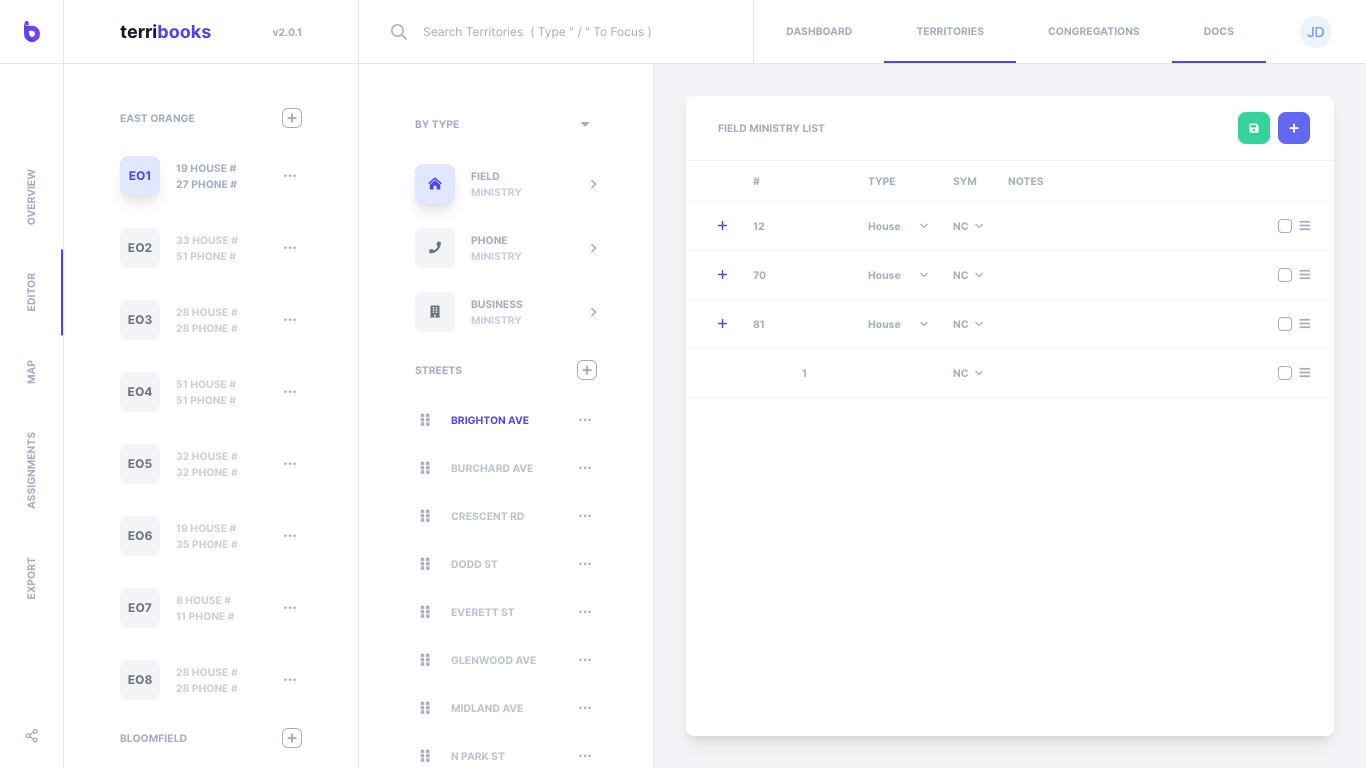 terribooks
v2.0.1
Search Territories ( Type " / " To Focus )
DASHBOARD
TERRITORIES
CONGREGATIONS
DOCS
JD
OVERVIEW
EDITOR
MAP
ASSIGNMENTS
EXPORT
EAST ORANGE
EO1
19 HOUSE #
27 PHONE #
EO2
33 HOUSE #
51 PHONE #
EO3
28 HOUSE #
28 PHONE #
EO4
51 HOUSE #
51 PHONE #
EO5
32 HOUSE #
32 PHONE #
EO6
19 HOUSE #
35 PHONE #
EO7
8 HOUSE #
11 PHONE #
EO8
28 HOUSE #
28 PHONE #
BLOOMFIELD
BY TYPE
FIELD
MINISTRY
PHONE
MINISTRY
BUSINESS
MINISTRY
STREETS
BRIGHTON AVE
BURCHARD AVE
CRESCENT RD
DODD ST
EVERETT ST
GLENWOOD AVE
MIDLAND AVE
N PARK ST
FIELD MINISTRY LIST
# TYPE SYM NOTES
12 House NC
70 House NC
81 House NC
1 NC